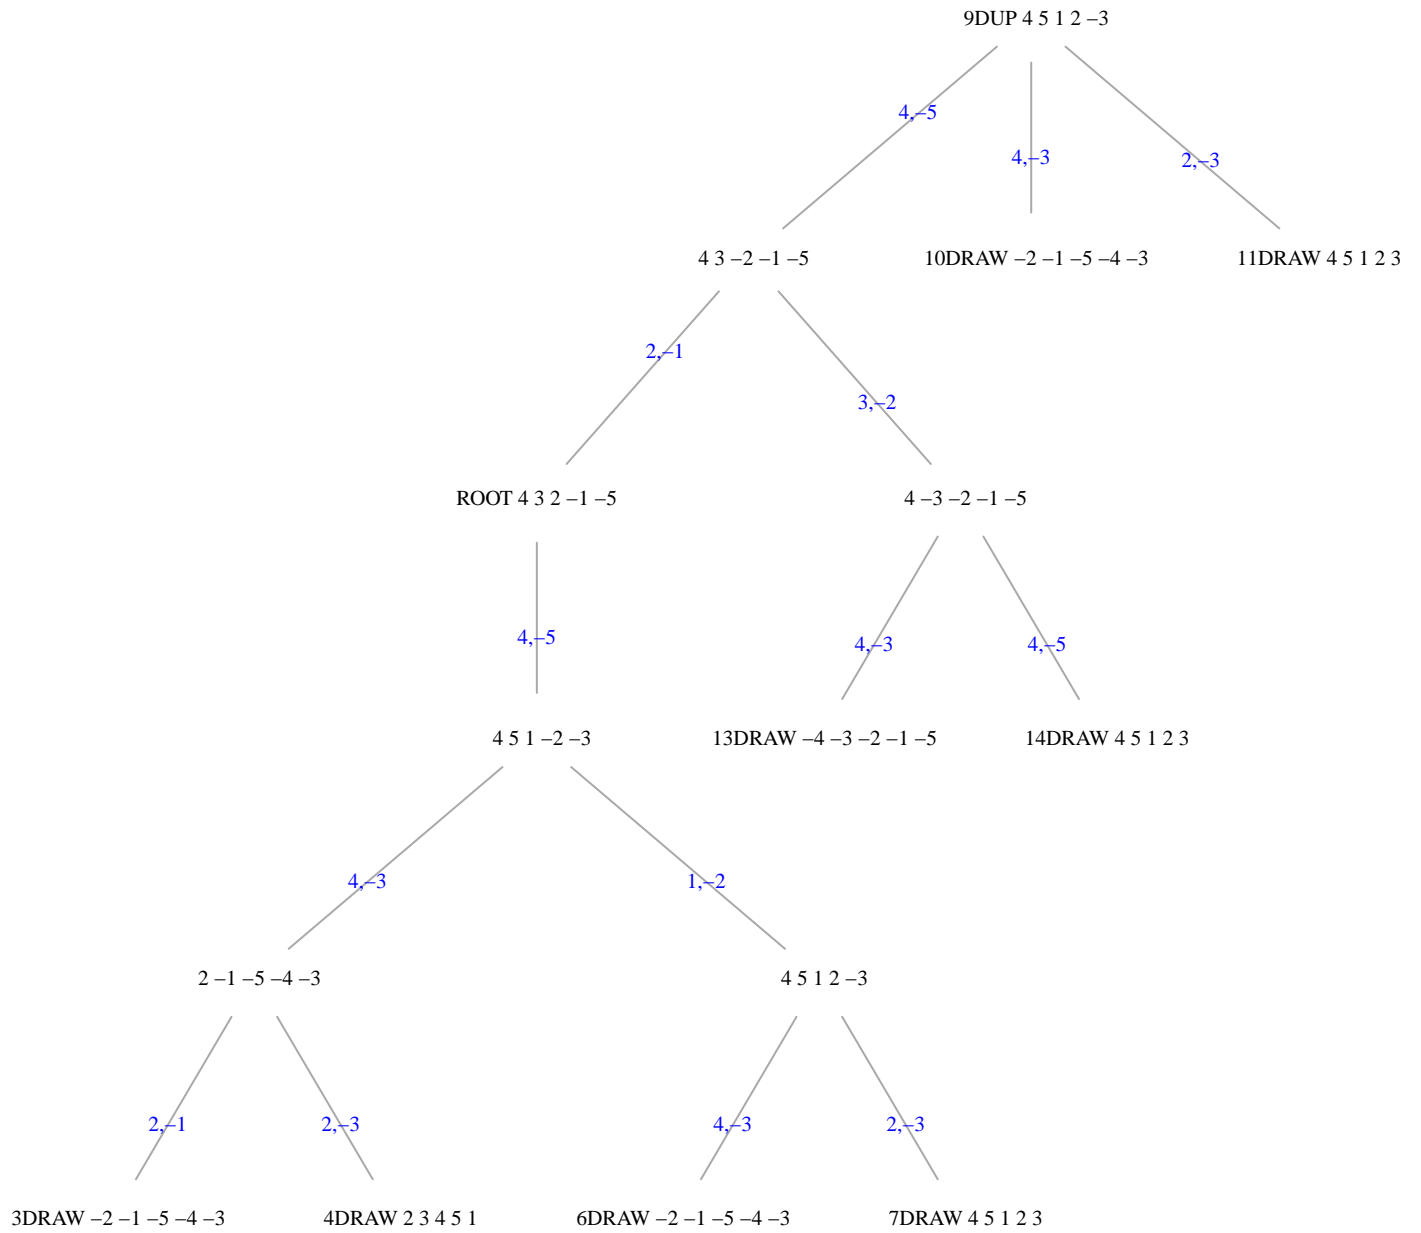 9DUP 4 5 1 2 –3
4,–5
4,–3
2,–3
4 3 –2 –1 –5
10DRAW –2 –1 –5 –4 –3
11DRAW 4 5 1 2 3
2,–1
3,–2
ROOT 4 3 2 –1 –5
4 –3 –2 –1 –5
4,–5
4,–3
4,–5
4 5 1 –2 –3
13DRAW –4 –3 –2 –1 –5
14DRAW 4 5 1 2 3
4,–3
1,–2
2 –1 –5 –4 –3
4 5 1 2 –3
2,–1
2,–3
4,–3
2,–3
3DRAW –2 –1 –5 –4 –3
4DRAW 2 3 4 5 1
6DRAW –2 –1 –5 –4 –3
7DRAW 4 5 1 2 3